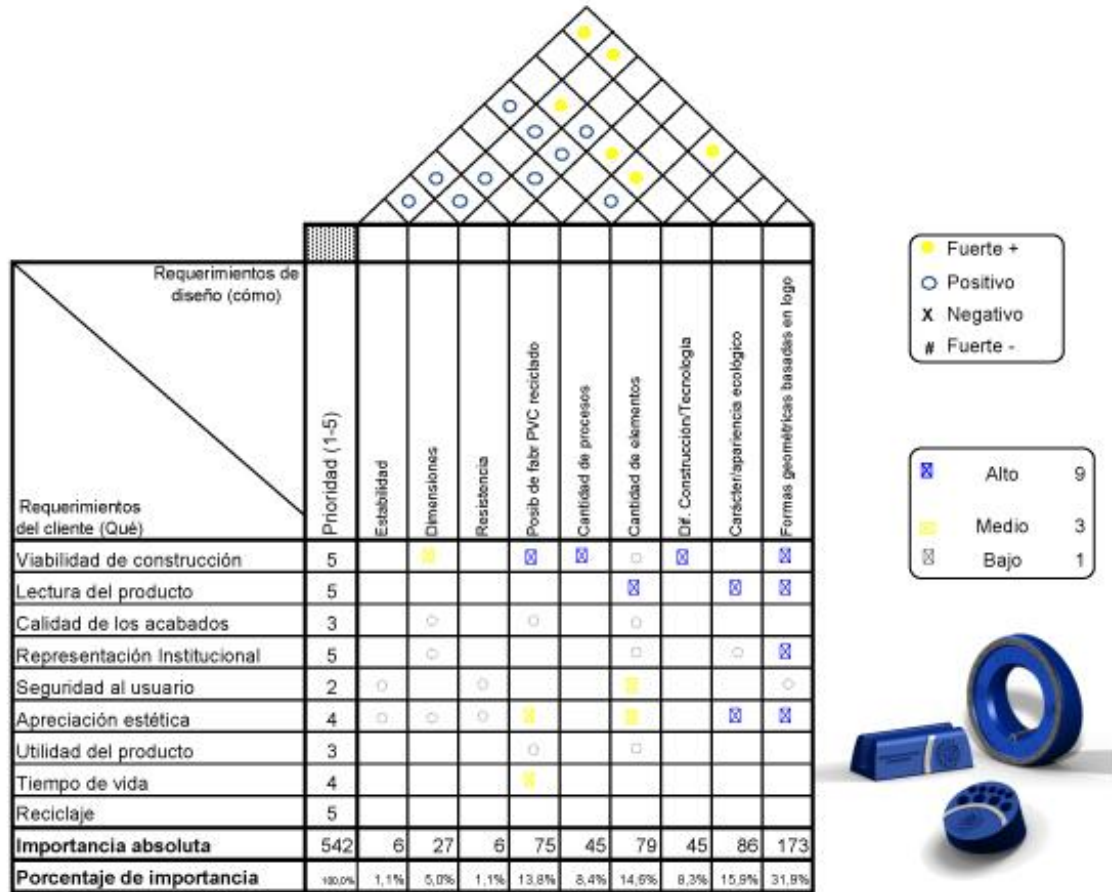 Fuerte +
Positivo
X Negativo
# Fuerte -
Requerimientos de
diseño (cómo)
Requerimientos
del cliente (Qué)
Prioridad (1-5)
Estabilidad
Dimensiones
Resistencia
Posib de fabr PVC reciclado
Cantidad de procesos
Cantidad de elementos
Dif. Construcción/Tecnología
Carácter/apariencia ecológico
Formas geométricas basadas en logo
Alto 9
Medio 3
Bajo 1
Viabilidad de construcción 5
Lectura del producto 5
Calidad de los acabados 3
Representación Institucional 5
Seguridad al usuario 2
Apreciación estética 4
Utilidad del producto 3
Tiempo de vida 4
Reciclaje 5
Importancia absoluta 542 6 27 6 75 45 79 45 86 173
Porcentaje de importancia 100,0% 1,1% 5,0% 1,1% 13,8% 8,4% 14,6% 8,3% 15,9% 31,9%